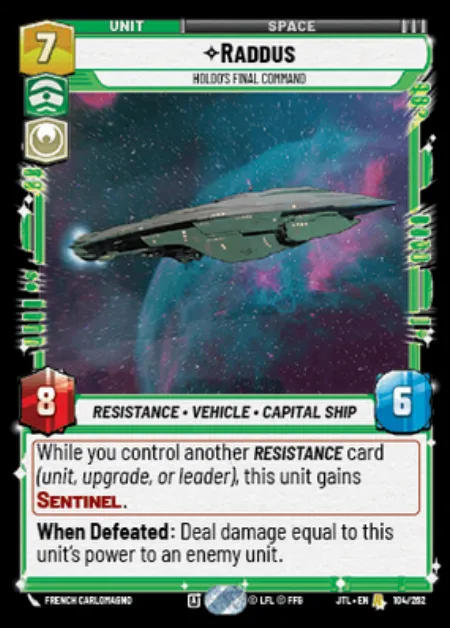 UNIT SPACE
7
RADDUS
HOLDO'S FINAL COMMAND
8
RESISTANCE • VEHICLE • CAPITAL SHIP
6
While you control another RESISTANCE card
(unit, upgrade, or leader), this unit gains
SENTINEL.
When Defeated: Deal damage equal to this
unit's power to an enemy unit.
FRENCH CARLOMAGNO © LFL © FFG JTL • EN 104/262